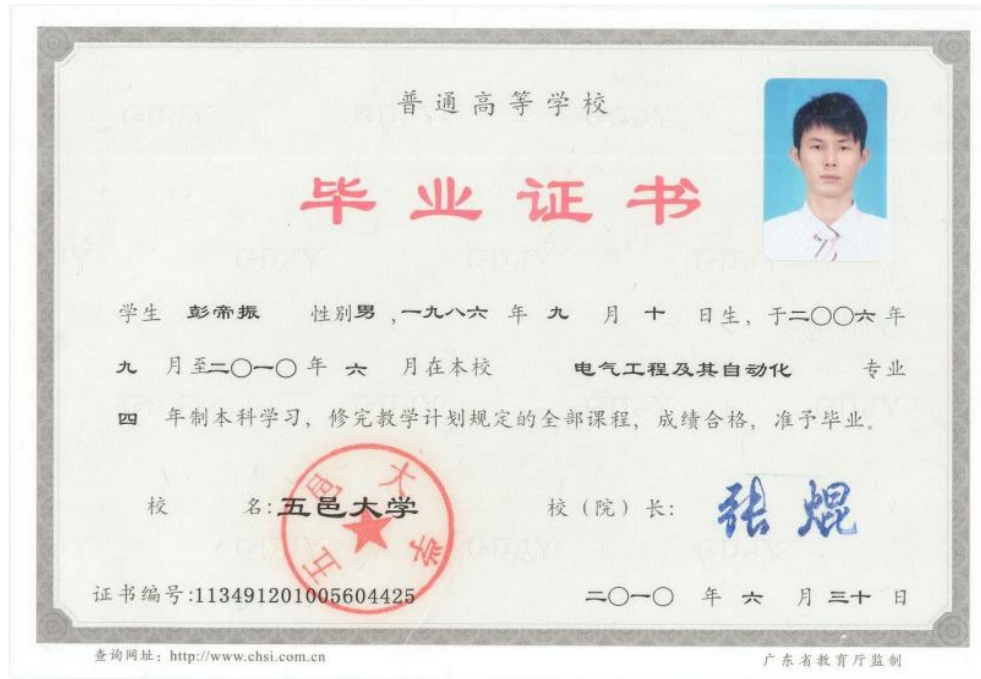 普通高等学校
毕业证书
学生 彭帝振 性别男,一九八六 年 九 月 十 日生, 于二〇〇六年
九 月至二〇一〇年 六 月在本校 电气工程及其自动化 专业
四 年制本科学习, 修完教学计划规定的全部课程, 成绩合格, 准予毕业。
校 名:五邑大学
校(院)长: 张焜
五邑大学
证书编号:113491201005604425
二〇一〇 年 六 月 三十 日
查询网址: http://www.chsi.com.cn
广东省教育厅监制